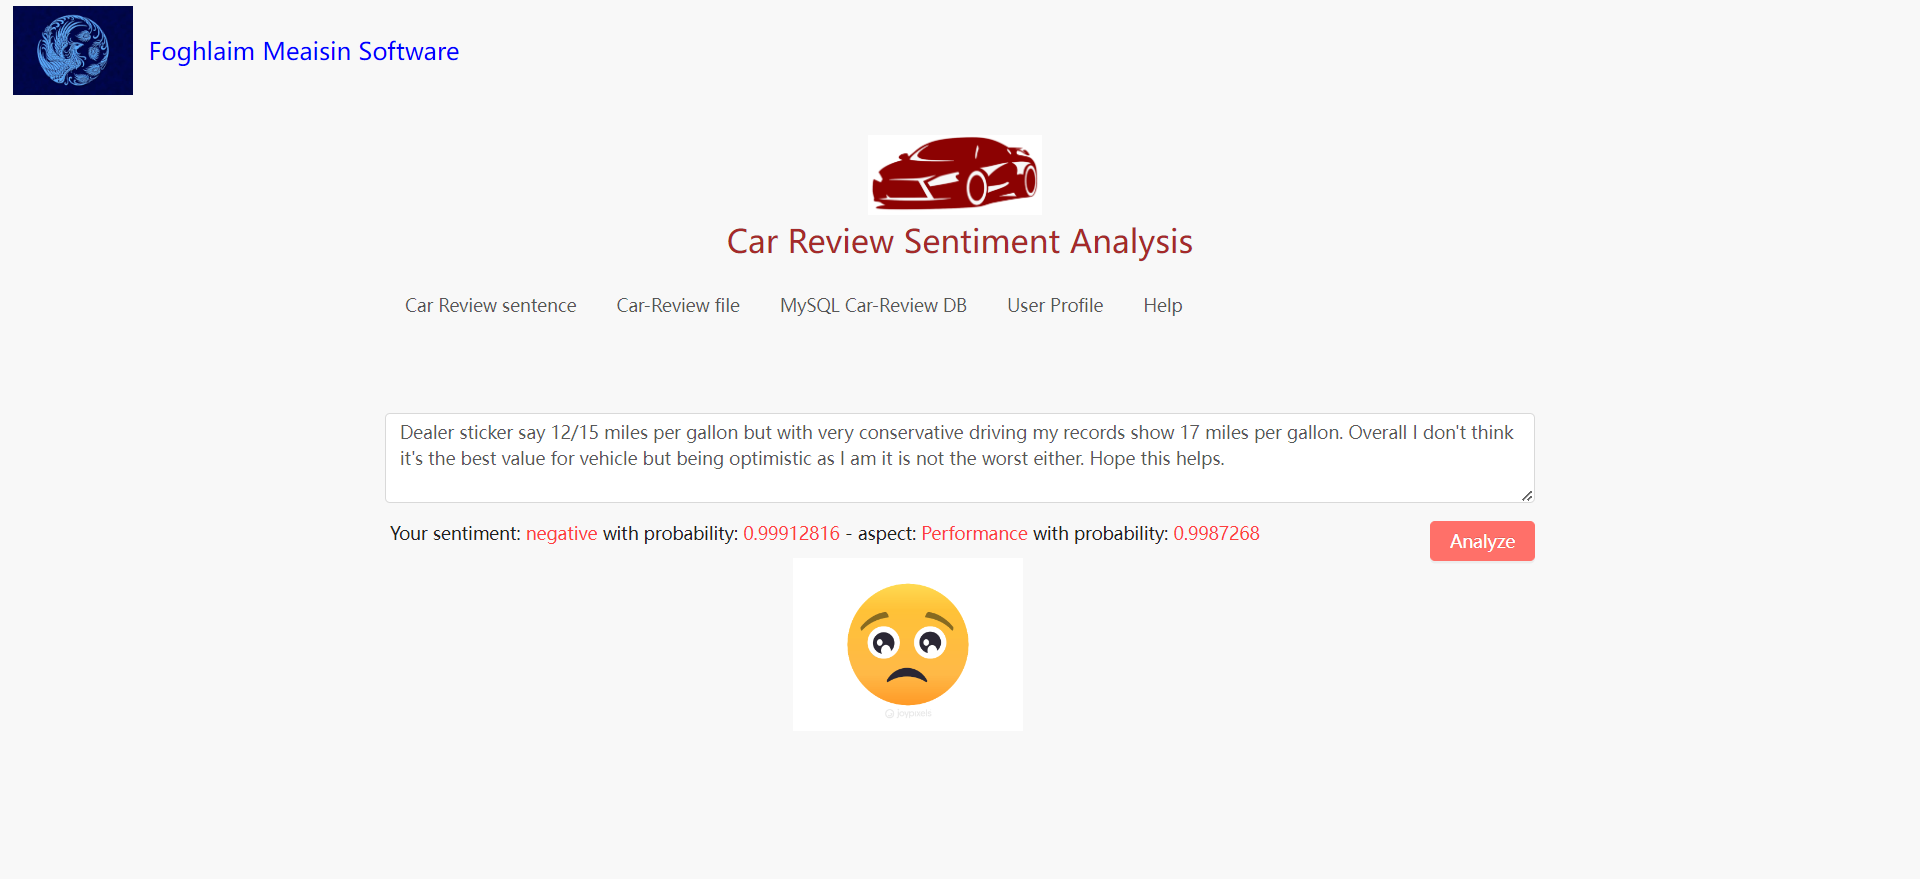 Foghlaim Meaisin Software
Car Review Sentiment Analysis
Car Review sentence Car-Review file MySQL Car-Review DB User Profile Help
Dealer sticker say 12/15 miles per gallon but with very conservative driving my records show 17 miles per gallon. Overall I don't think
it's the best value for vehicle but being optimistic as I am it is not the worst either. Hope this helps.
Your sentiment: negative with probability: 0.99912816 - aspect: Performance with probability: 0.9987268
Analyze
joypixels